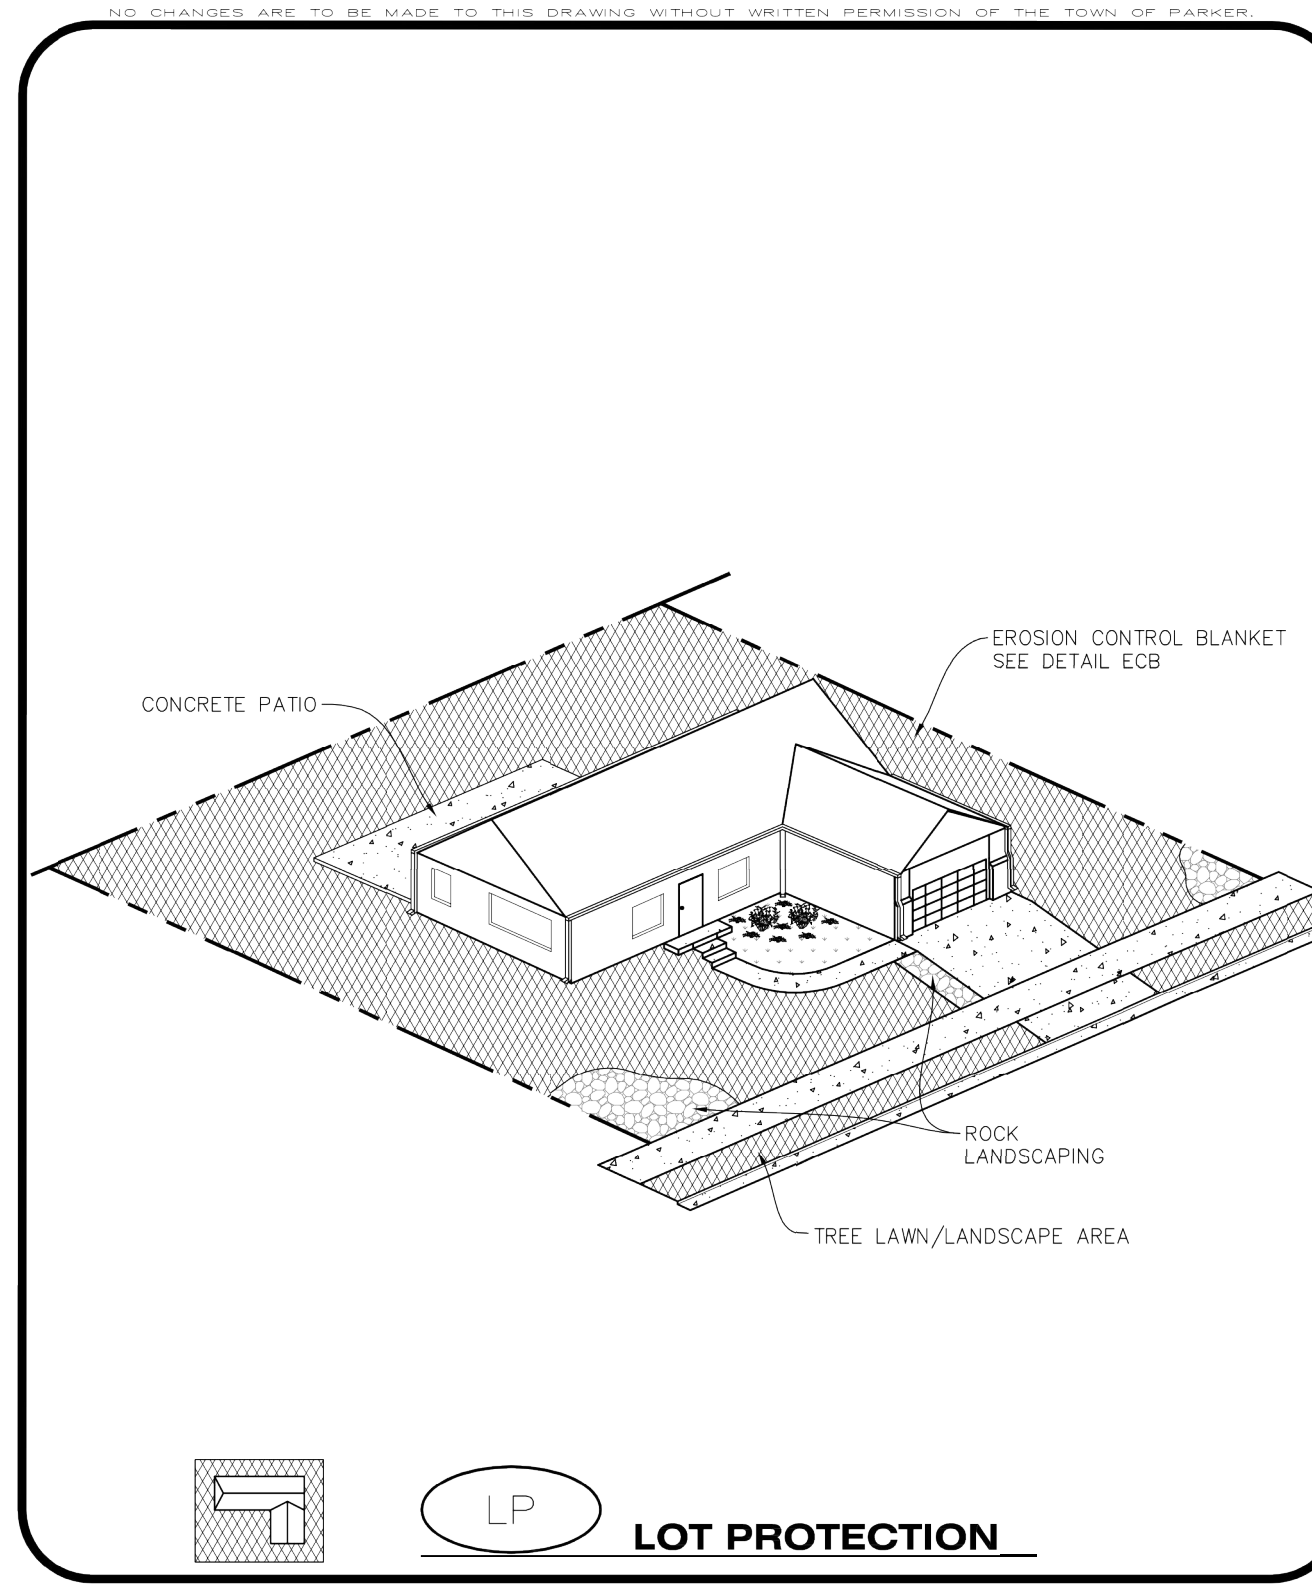 NO CHANGES ARE TO BE MADE TO THIS DRAWING WITHOUT WRITTEN PERMISSION OF THE TOWN OF PARKER.
EROSION CONTROL BLANKET
SEE DETAIL ECB
CONCRETE PATIO
ROCK
LANDSCAPING
TREE LAWN/LANDSCAPE AREA
LP
LOT PROTECTION